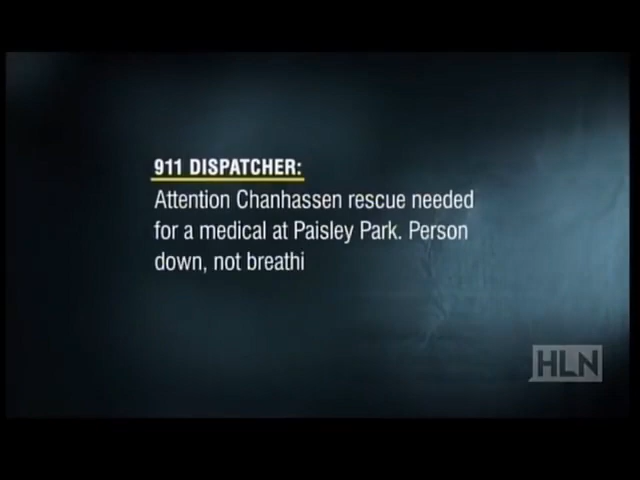 911 DISPATCHER:
Attention Chanhassen rescue needed
for a medical at Paisley Park. Person
down, not breathi
HLN